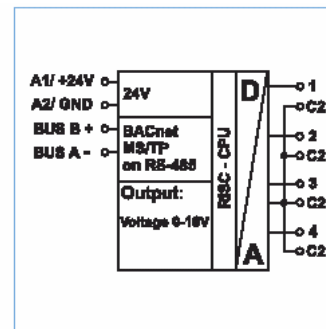 A1/ +24V
A2/ GND
BUS B +
BUS A -
24V
BACnet
MS/TP
on RS-485
Output:
Voltage 0-10V
RISC - CPU
D
A
1
C2
2
C2
3
C2
4
C2